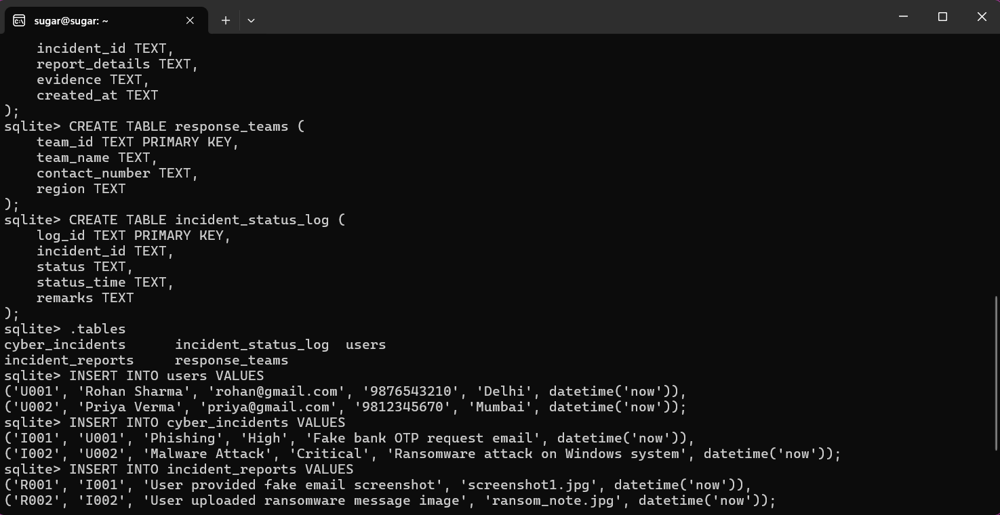 sugar@sugar: ~
    incident_id TEXT,
    report_details TEXT,
    evidence TEXT,
    created_at TEXT
);
sqlite> CREATE TABLE response_teams (
    team_id TEXT PRIMARY KEY,
    team_name TEXT,
    contact_number TEXT,
    region TEXT
);
sqlite> CREATE TABLE incident_status_log (
    log_id TEXT PRIMARY KEY,
    incident_id TEXT,
    status TEXT,
    status_time TEXT,
    remarks TEXT
);
sqlite> .tables
cyber_incidents      incident_status_log  users
incident_reports     response_teams
sqlite> INSERT INTO users VALUES
('U001', 'Rohan Sharma', 'rohan@gmail.com', '9876543210', 'Delhi', datetime('now')),
('U002', 'Priya Verma', 'priya@gmail.com', '9812345670', 'Mumbai', datetime('now'));
sqlite> INSERT INTO cyber_incidents VALUES
('I001', 'U001', 'Phishing', 'High', 'Fake bank OTP request email', datetime('now')),
('I002', 'U002', 'Malware Attack', 'Critical', 'Ransomware attack on Windows system', datetime('now'));
sqlite> INSERT INTO incident_reports VALUES
('R001', 'I001', 'User provided fake email screenshot', 'screenshot1.jpg', datetime('now')),
('R002', 'I002', 'User uploaded ransomware message image', 'ransom_note.jpg', datetime('now'));